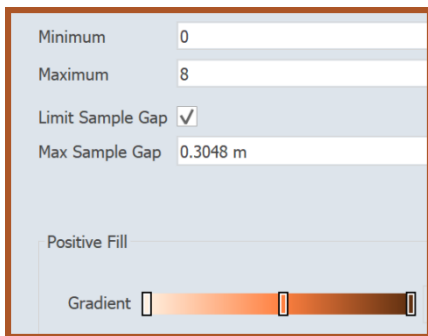 Minimum 0
Maximum 8
Limit Sample Gap
Max Sample Gap 0.3048 m
Positive Fill
Gradient